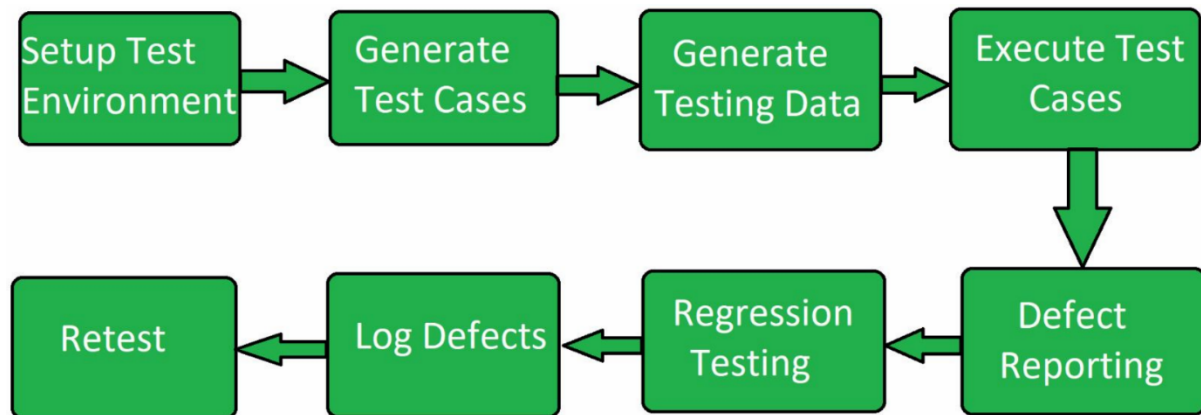 Setup Test
Environment
Generate
Test Cases
Generate
Testing Data
Execute Test
Cases
Defect
Reporting
Regression
Testing
Log Defects
Retest